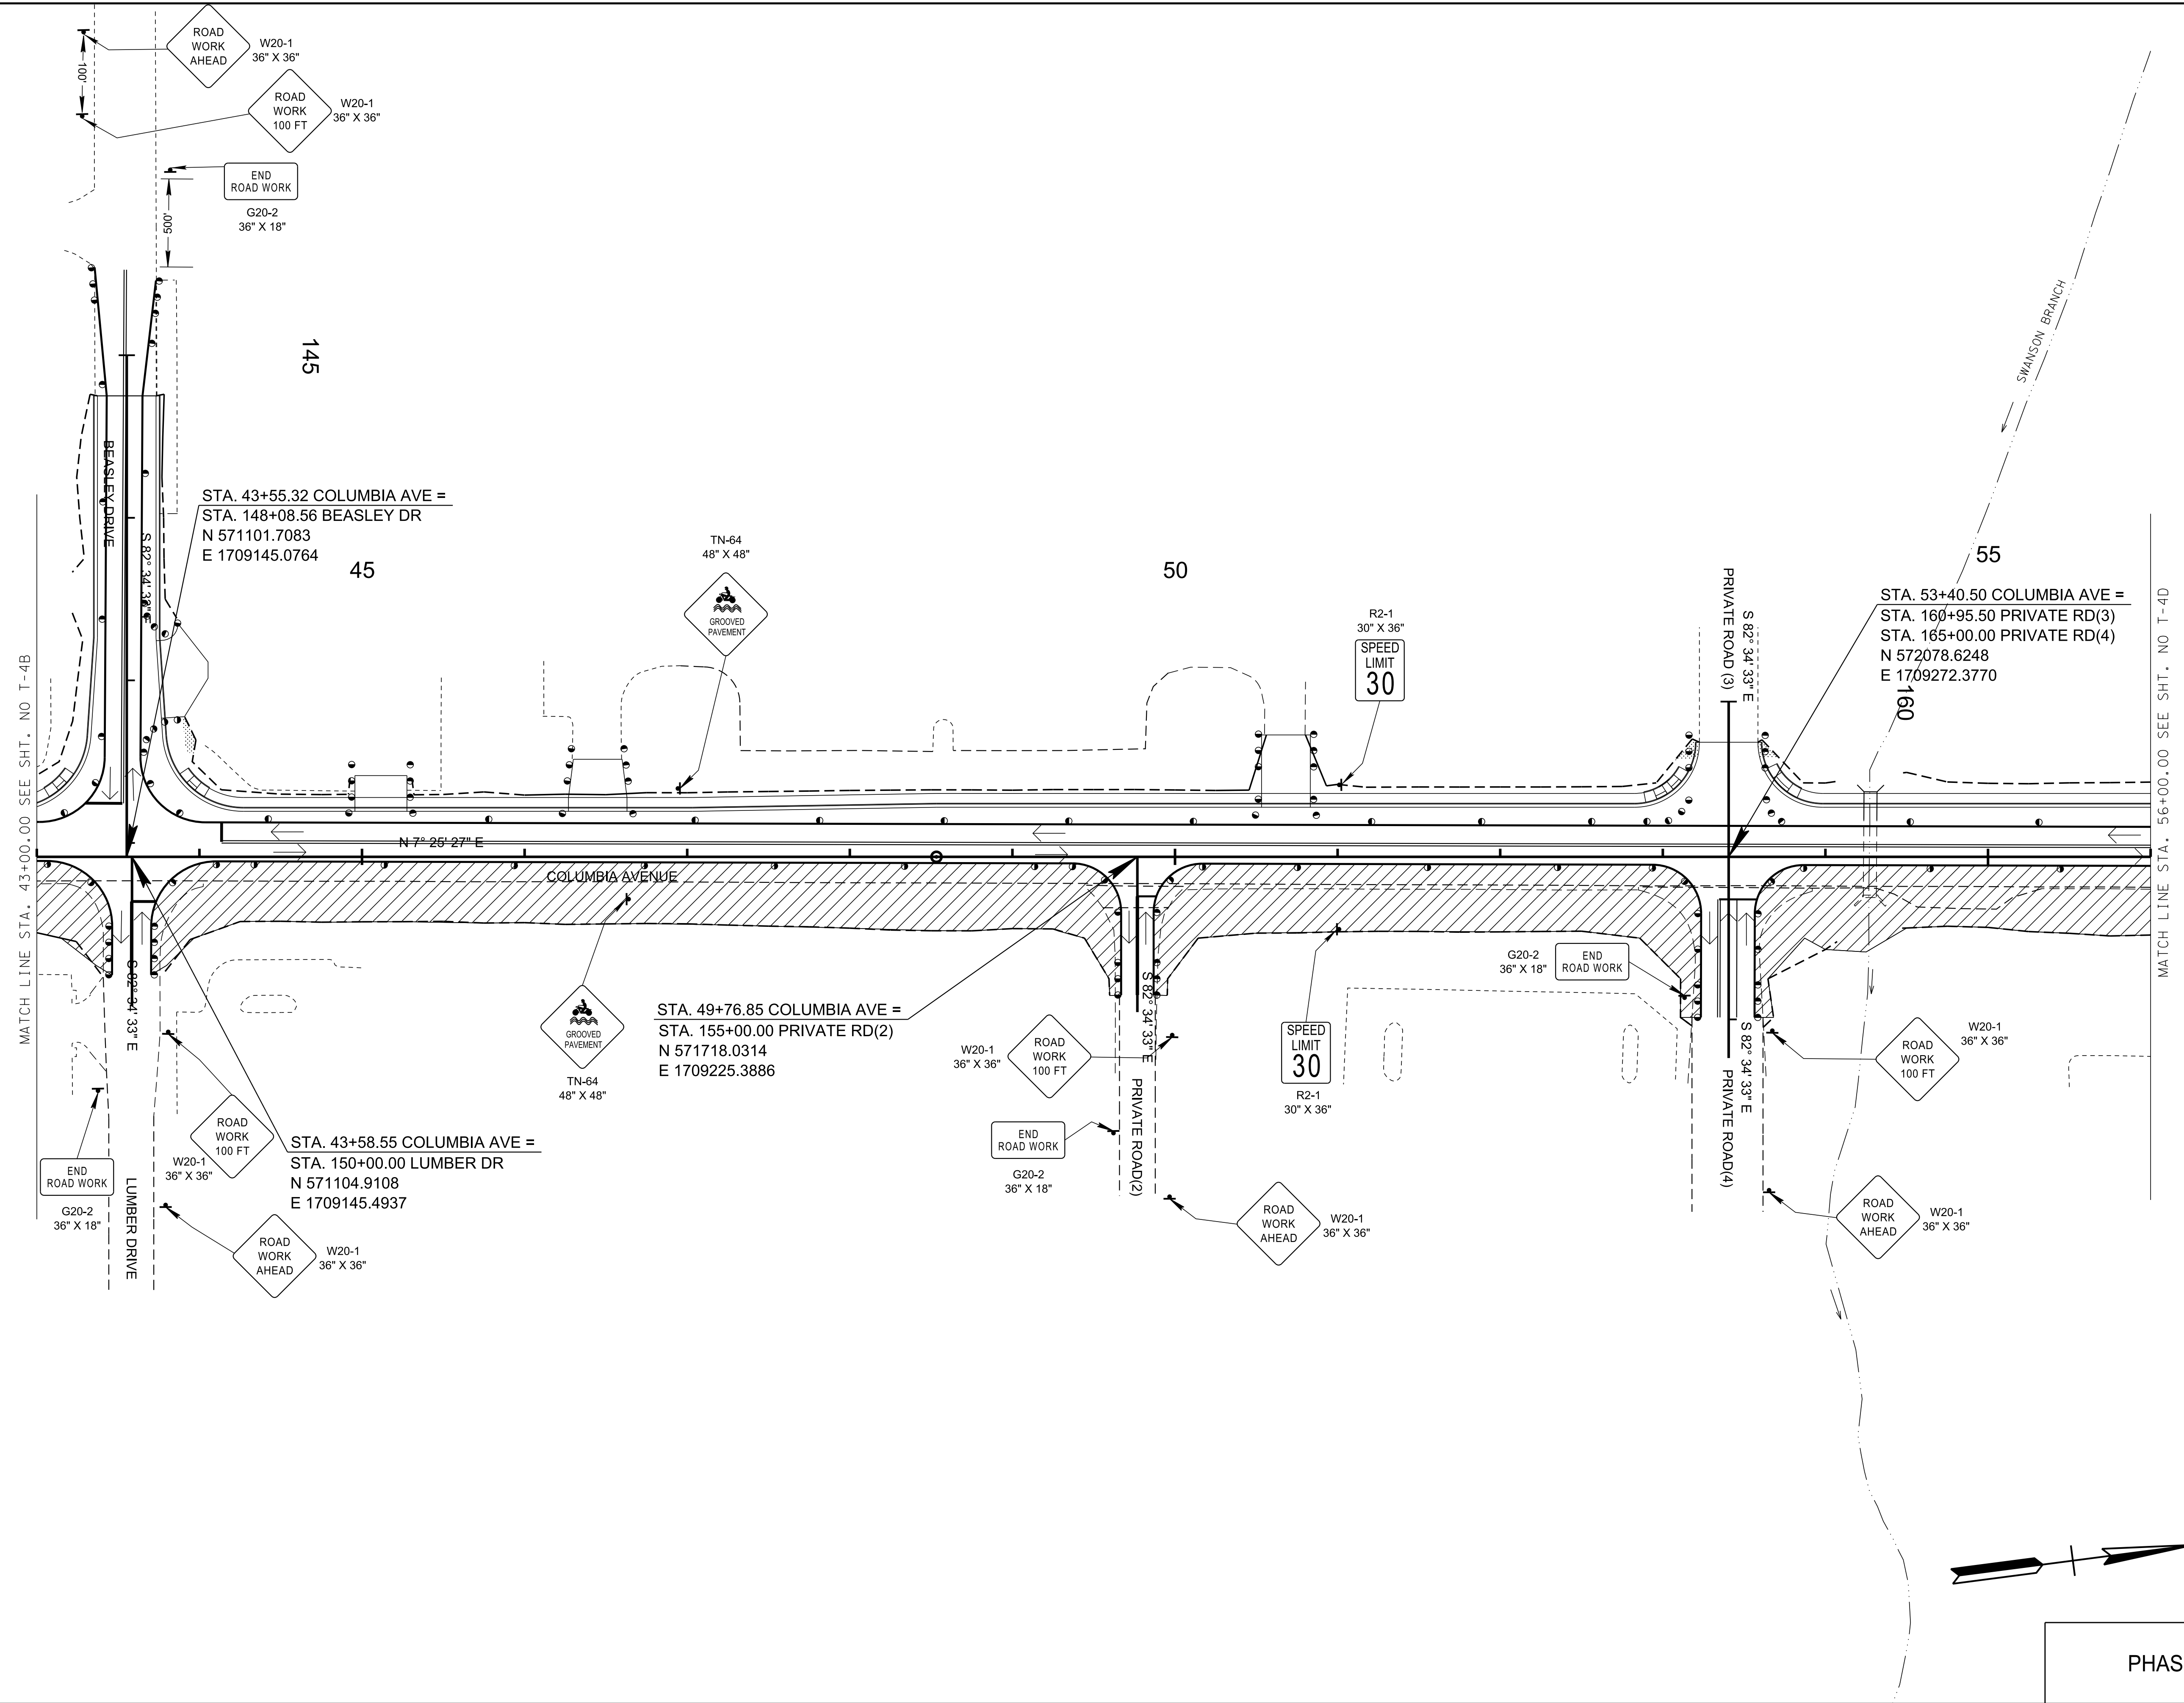 ROAD
WORK
AHEAD
W20-1
36" X 36"
100'
ROAD
WORK
100 FT
W20-1
36" X 36"
END
ROAD WORK
G20-2
36" X 18"
500'
145
BEASLEY DRIVE
S 82° 34' 33" E
STA. 43+55.32 COLUMBIA AVE =
STA. 148+08.56 BEASLEY DR
N 571101.7083
E 1709145.0764
45
TN-64
48" X 48"
GROOVED
PAVEMENT
50
R2-1
30" X 36"
SPEED
LIMIT
30
SWANSON BRANCH
55
PRIVATE ROAD (3)
S 82° 34' 33" E
STA. 53+40.50 COLUMBIA AVE =
STA. 160+95.50 PRIVATE RD(3)
STA. 165+00.00 PRIVATE RD(4)
N 572078.6248
E 1709272.3770
160
MATCH LINE STA. 43+00.00 SEE SHT. NO T-4B
MATCH LINE STA. 56+00.00 SEE SHT. NO T-4D
N 7° 25' 27" E
COLUMBIA AVENUE
S 82° 34' 33" E
LUMBER DRIVE
END
ROAD WORK
G20-2
36" X 18"
ROAD
WORK
100 FT
W20-1
36" X 36"
STA. 43+58.55 COLUMBIA AVE =
STA. 150+00.00 LUMBER DR
N 571104.9108
E 1709145.4937
ROAD
WORK
AHEAD
W20-1
36" X 36"
GROOVED
PAVEMENT
TN-64
48" X 48"
STA. 49+76.85 COLUMBIA AVE =
STA. 155+00.00 PRIVATE RD(2)
N 571718.0314
E 1709225.3886
W20-1
36" X 36"
ROAD
WORK
100 FT
S 82° 34' 33" E
PRIVATE ROAD(2)
END
ROAD WORK
G20-2
36" X 18"
ROAD
WORK
AHEAD
W20-1
36" X 36"
SPEED
LIMIT
30
R2-1
30" X 36"
G20-2
36" X 18"
END
ROAD WORK
S 82° 34' 33" E
PRIVATE ROAD(4)
ROAD
WORK
100 FT
W20-1
36" X 36"
ROAD
WORK
AHEAD
W20-1
36" X 36"
PHAS